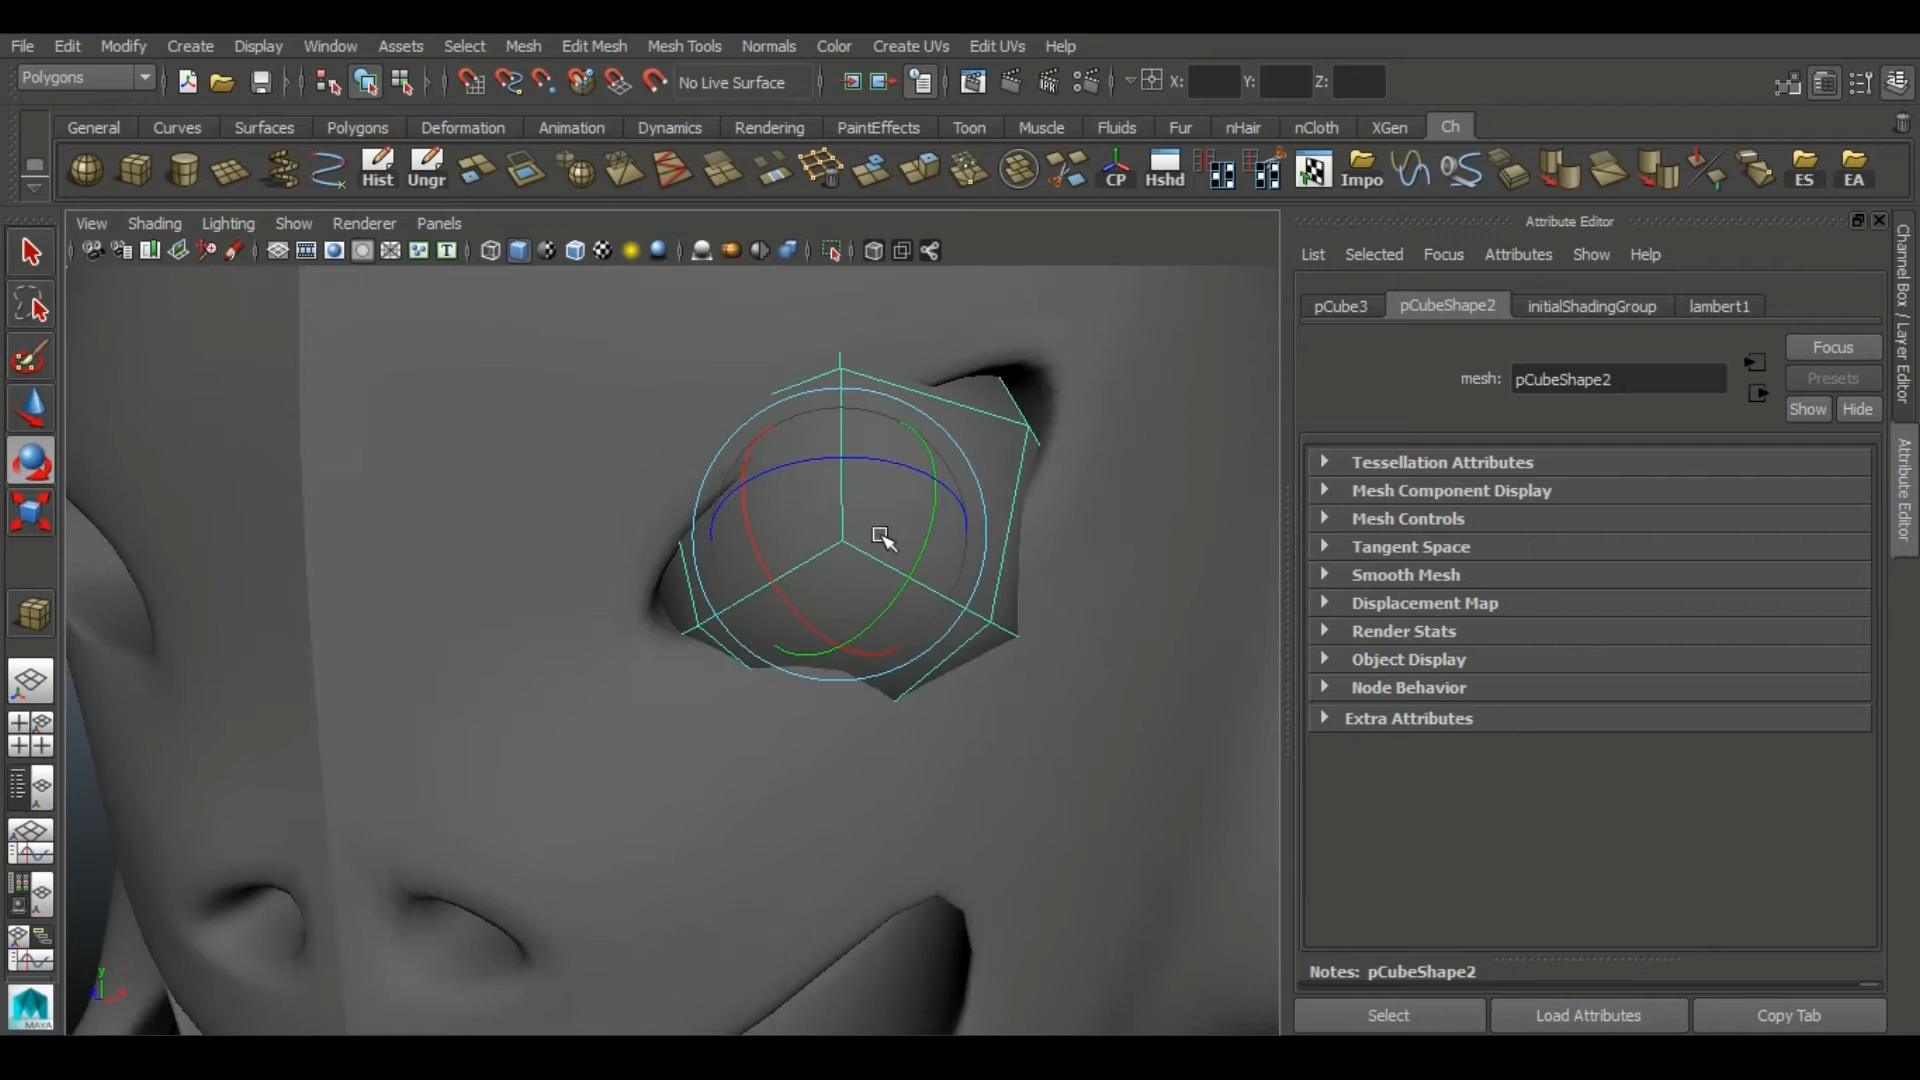 File Edit Modify Create Display Window Assets Select Mesh Edit Mesh Mesh Tools Normals Color Create UVs Edit UVs Help
Polygons No Live Surface X: Y: Z:
General Curves Surfaces Polygons Deformation Animation Dynamics Rendering PaintEffects Toon Muscle Fluids Fur nHair nCloth XGen Ch
Hist Ungr CP Hshd Impo ES EA
View Shading Lighting Show Renderer Panels
Attribute Editor
List Selected Focus Attributes Show Help
pCube3 pCubeShape2 initialShadingGroup lambert1
Focus
mesh: pCubeShape2
Presets
Show Hide
Tessellation Attributes
Mesh Component Display
Mesh Controls
Tangent Space
Smooth Mesh
Displacement Map
Render Stats
Object Display
Node Behavior
Extra Attributes
Notes: pCubeShape2
Select Load Attributes Copy Tab
Channel Box / Layer Editor
Attribute Editor
y
MAYA